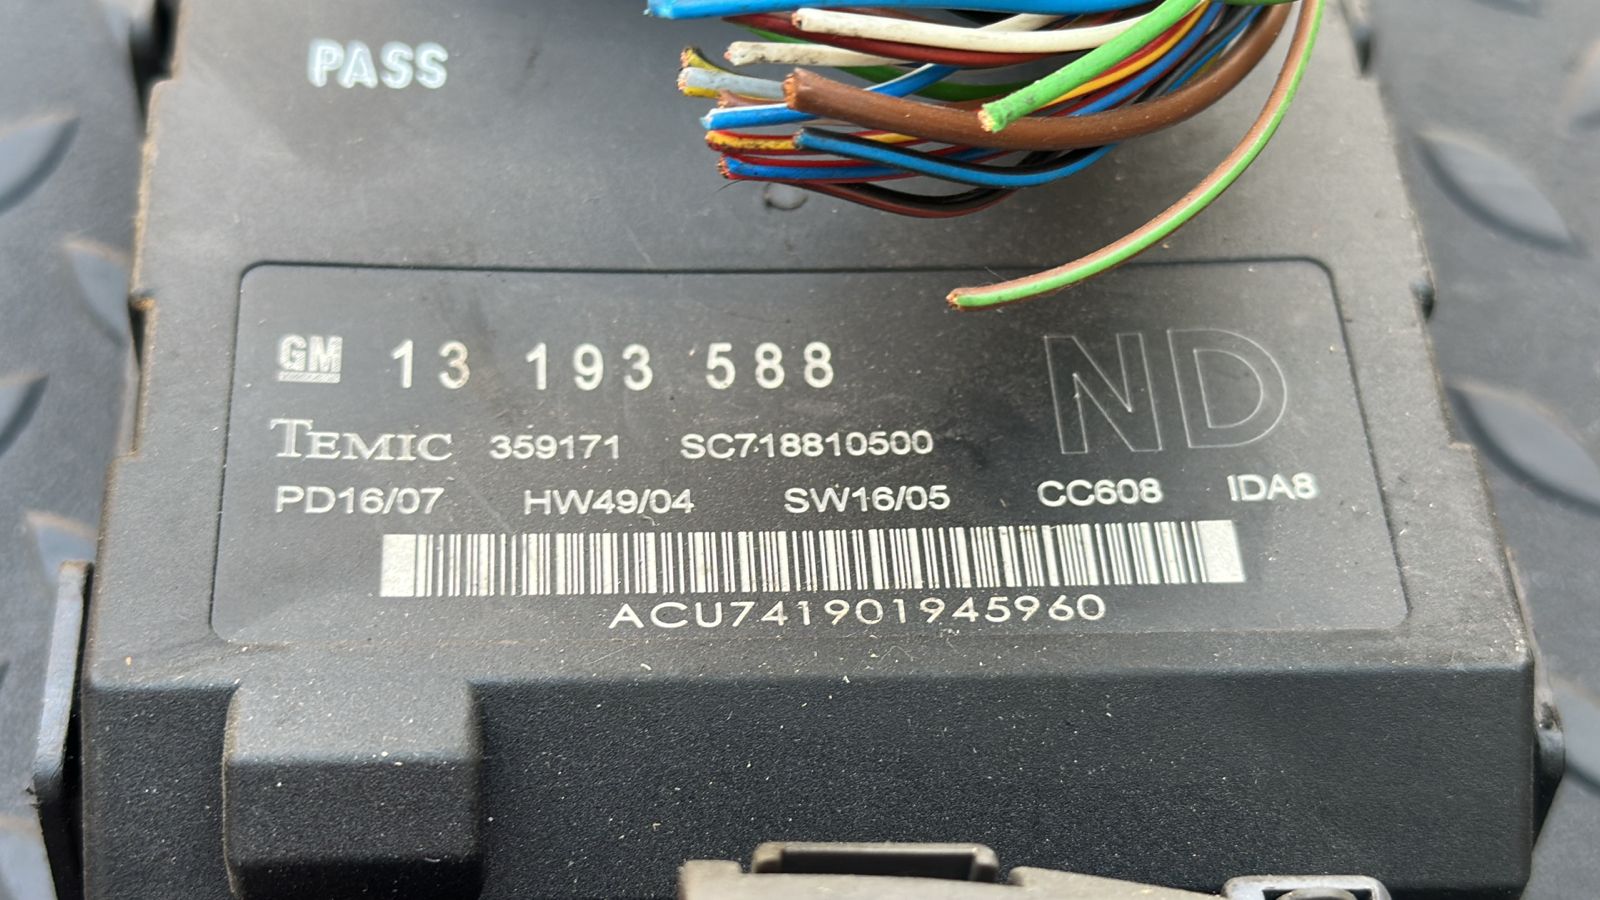 PASS
GM 13 193 588 ND
TEMIC 359171 SC718810500
PD16/07 HW49/04 SW16/05 CC608 IDA8
ACU741901945960